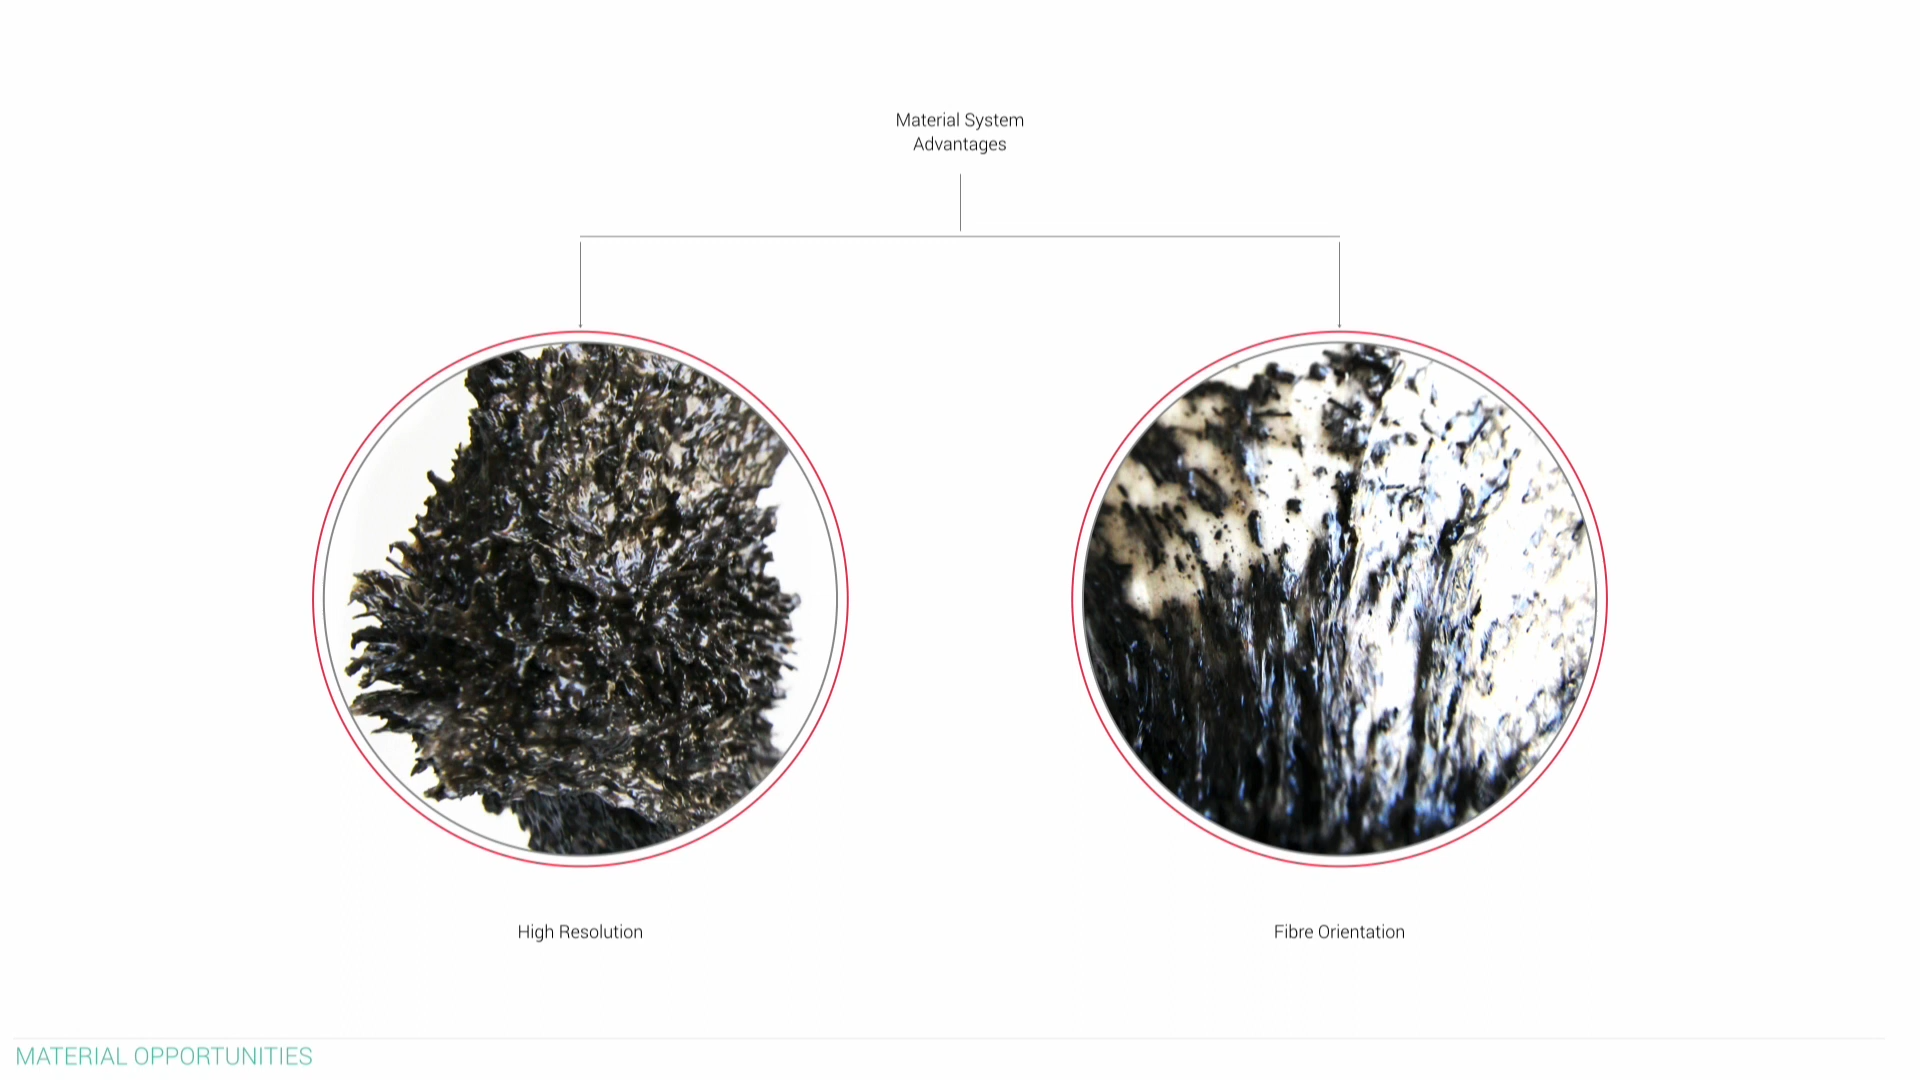 Material System
Advantages
High Resolution
Fibre Orientation
MATERIAL OPPORTUNITIES